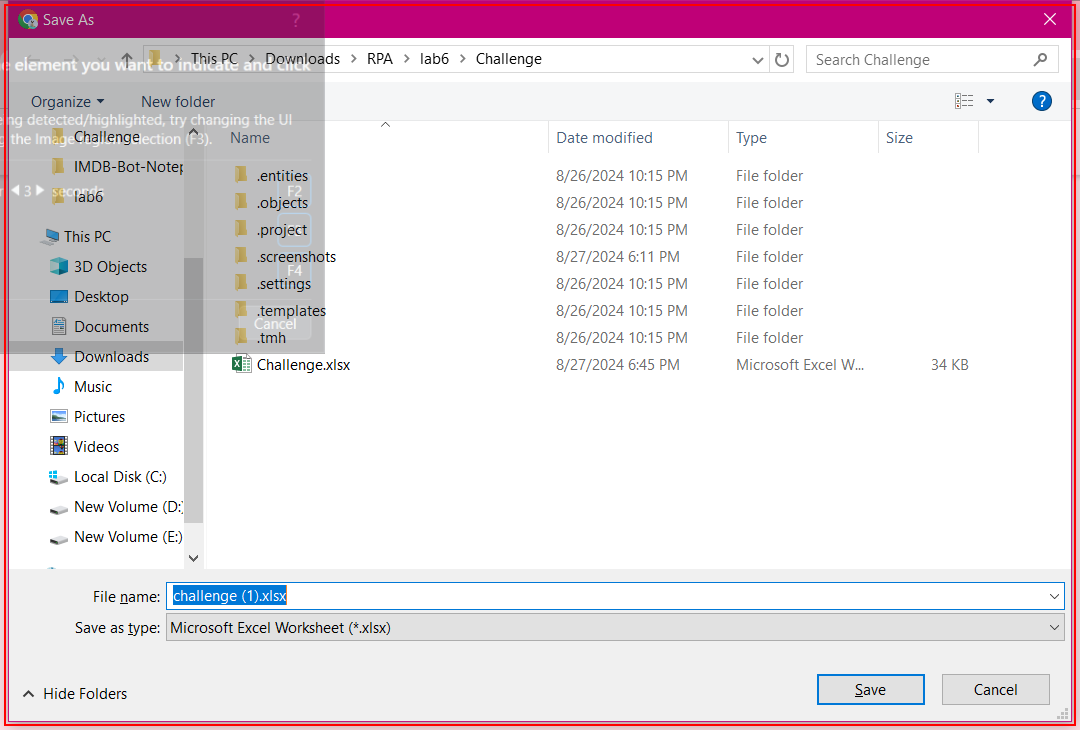 Save As ?
This PC Downloads RPA lab6 Challenge Search Challenge
e element you want to indicate and click
Organize New folder ?
ng detected/highlighted, try changing the UI
g the Image region selection (F3).
Challenge Name Date modified Type Size
IMDB-Bot-Notep
.entities 8/26/2024 10:15 PM File folder
3 seconds F2
lab6 .objects 8/26/2024 10:15 PM File folder
This PC .project 8/26/2024 10:15 PM File folder
3D Objects .screenshots 8/27/2024 6:11 PM File folder
F4
Desktop .settings 8/26/2024 10:15 PM File folder
Documents .templates 8/26/2024 10:15 PM File folder
Cancel
.tmh 8/26/2024 10:15 PM File folder
Downloads Challenge.xlsx 8/27/2024 6:45 PM Microsoft Excel W... 34 KB
Music
Pictures
Videos
Local Disk (C:)
New Volume (D:)
New Volume (E:)
File name: challenge (1).xlsx
Save as type: Microsoft Excel Worksheet (*.xlsx)
Hide Folders Save Cancel